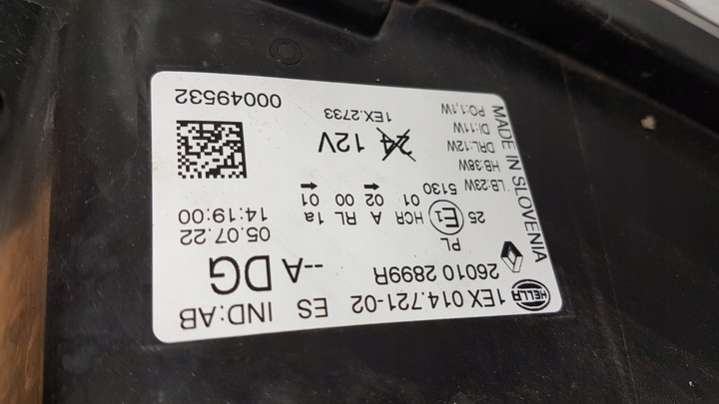 HELLA 1EX 014.721-02 ES IND:AB
26010 2899R --A DG
PL
25 E1 HCR A RL 1a
5130 01 02 00 01
05.07.22
14:19:00
LB:23W
HB:38W
DRL:12W
DI:11W
PO:1,1W
24 12V
1EX.2733
00049532
MADE IN SLOVENIA